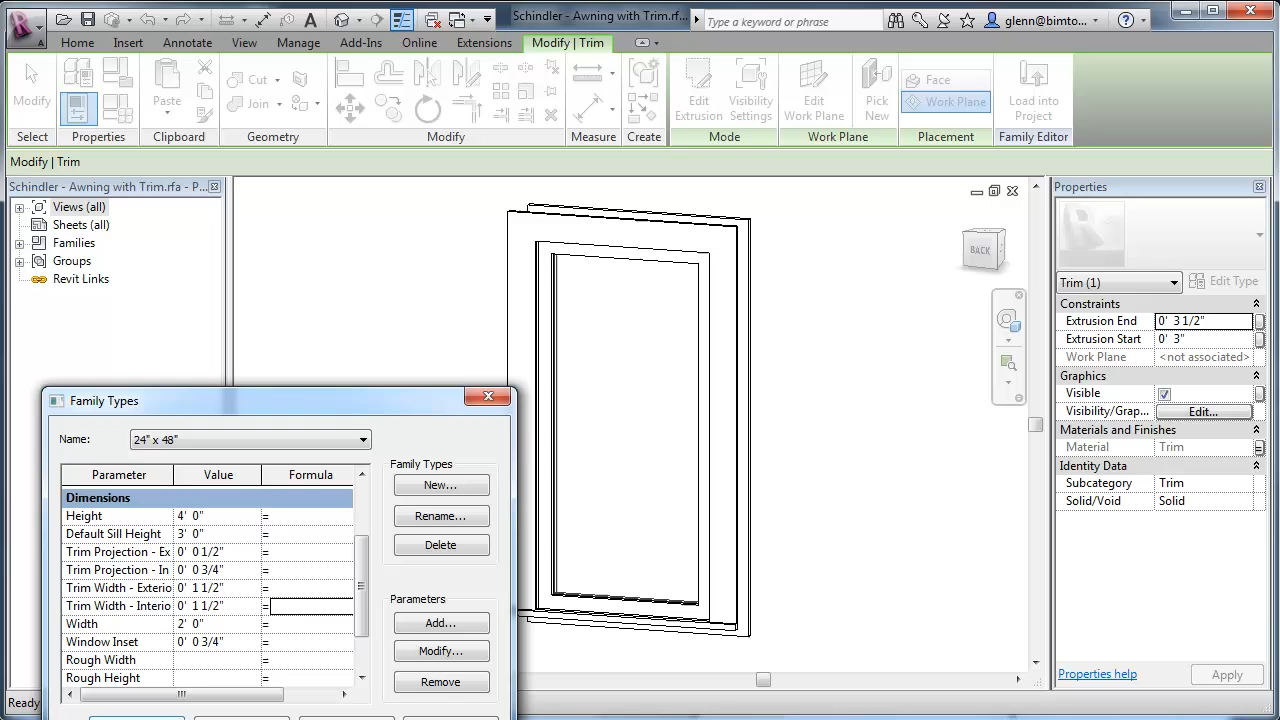 Schindler - Awning with Trim.rf...
Type a keyword or phrase
glenn@bimto...
Home Insert Annotate View Manage Add-Ins Online Extensions Modify | Trim
Modify
Paste
Cut
Join
Edit Extrusion
Visibility Settings
Edit Work Plane
Pick New
Face
Work Plane
Load into Project
Select Properties Clipboard Geometry Modify Measure Create Mode Work Plane Placement Family Editor
Modify | Trim
Schindler - Awning with Trim.rfa - P...
Views (all)
Sheets (all)
Families
Groups
Revit Links
BACK
Family Types
Name: 24" x 48"
Parameter Value Formula
Dimensions
Height 4' 0" =
Default Sill Height 3' 0" =
Trim Projection - Ex 0' 0 1/2" =
Trim Projection - In 0' 0 3/4" =
Trim Width - Exterio 0' 1 1/2" =
Trim Width - Interio 0' 1 1/2" =
Width 2' 0" =
Window Inset 0' 0 3/4" =
Rough Width =
Rough Height =
Family Types
New...
Rename...
Delete
Parameters
Add...
Modify...
Remove
Properties
Trim (1) Edit Type
Constraints
Extrusion End 0' 3 1/2"
Extrusion Start 0' 3"
Work Plane <not associated>
Graphics
Visible
Visibility/Grap... Edit...
Materials and Finishes
Material Trim
Identity Data
Subcategory Trim
Solid/Void Solid
Properties help Apply
Ready